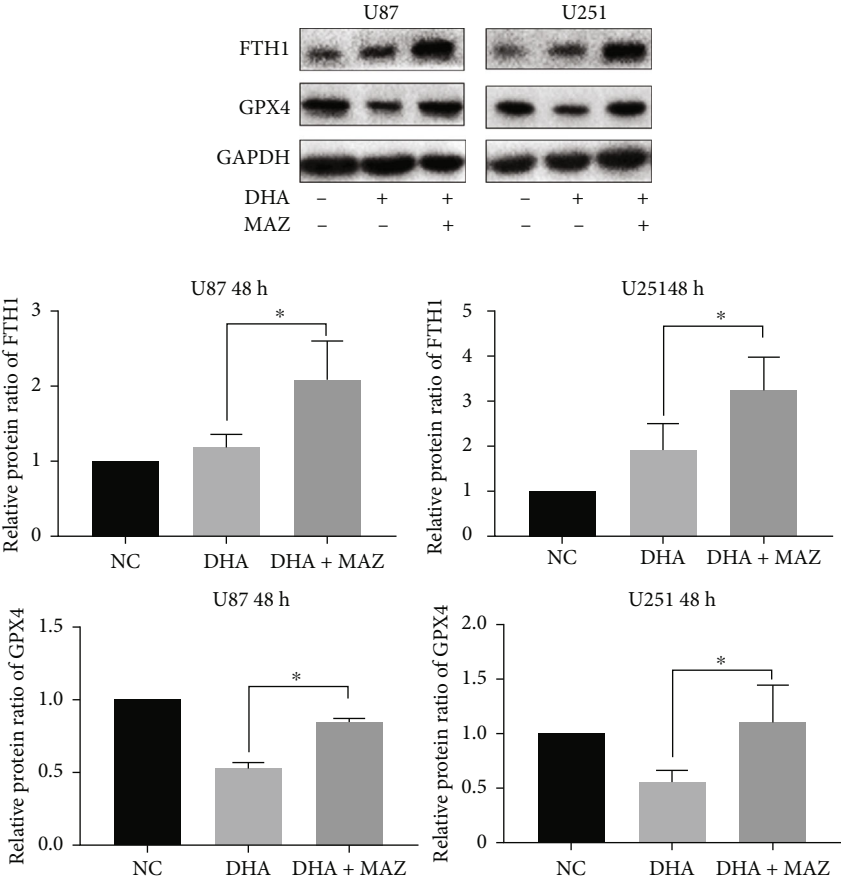 U87 U251
FTH1
GPX4
GAPDH
DHA – + + – + +
MAZ – – + – – +
U87 48 h
Relative protein ratio of FTH1
3
2
1
0
*
NC DHA DHA + MAZ
U25148 h
Relative protein ratio of FTH1
5
4
3
2
1
0
*
NC DHA DHA + MAZ
U87 48 h
Relative protein ratio of GPX4
1.5
1.0
0.5
0.0
*
NC DHA DHA + MAZ
U251 48 h
Relative protein ratio of GPX4
2.0
1.5
1.0
0.5
0
*
NC DHA DHA + MAZ